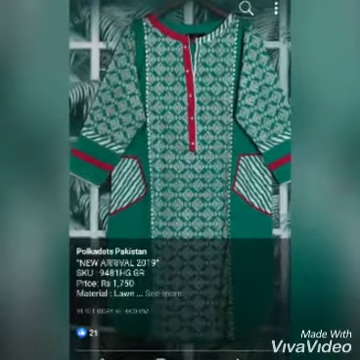 Polkadots Pakistan
"NEW ARRIVAL 2019"
SKU : 9481HG GR
Price: Rs 1,750
Material : Lawn ... See more
21
Made With
VivaVideo